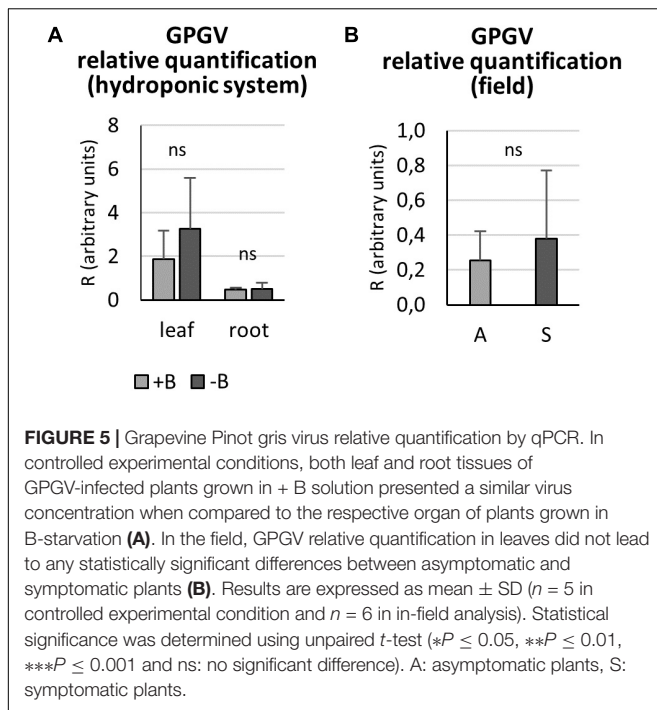 A
GPGV
relative quantification
(hydroponic system)
R (arbitrary units)
8
6
4
2
0
ns
ns
leaf root
+B -B
B
GPGV
relative quantification
(field)
R (arbitrary units)
1,0
0,8
0,6
0,4
0,2
0,0
ns
A S
FIGURE 5 | Grapevine Pinot gris virus relative quantification by qPCR. In
controlled experimental conditions, both leaf and root tissues of
GPGV-infected plants grown in + B solution presented a similar virus
concentration when compared to the respective organ of plants grown in
B-starvation (A). In the field, GPGV relative quantification in leaves did not lead
to any statistically significant differences between asymptomatic and
symptomatic plants (B). Results are expressed as mean ± SD (n = 5 in
controlled experimental condition and n = 6 in in-field analysis). Statistical
significance was determined using unpaired t-test (∗P ≤ 0.05, ∗∗P ≤ 0.01,
∗∗∗P ≤ 0.001 and ns: no significant difference). A: asymptomatic plants, S:
symptomatic plants.